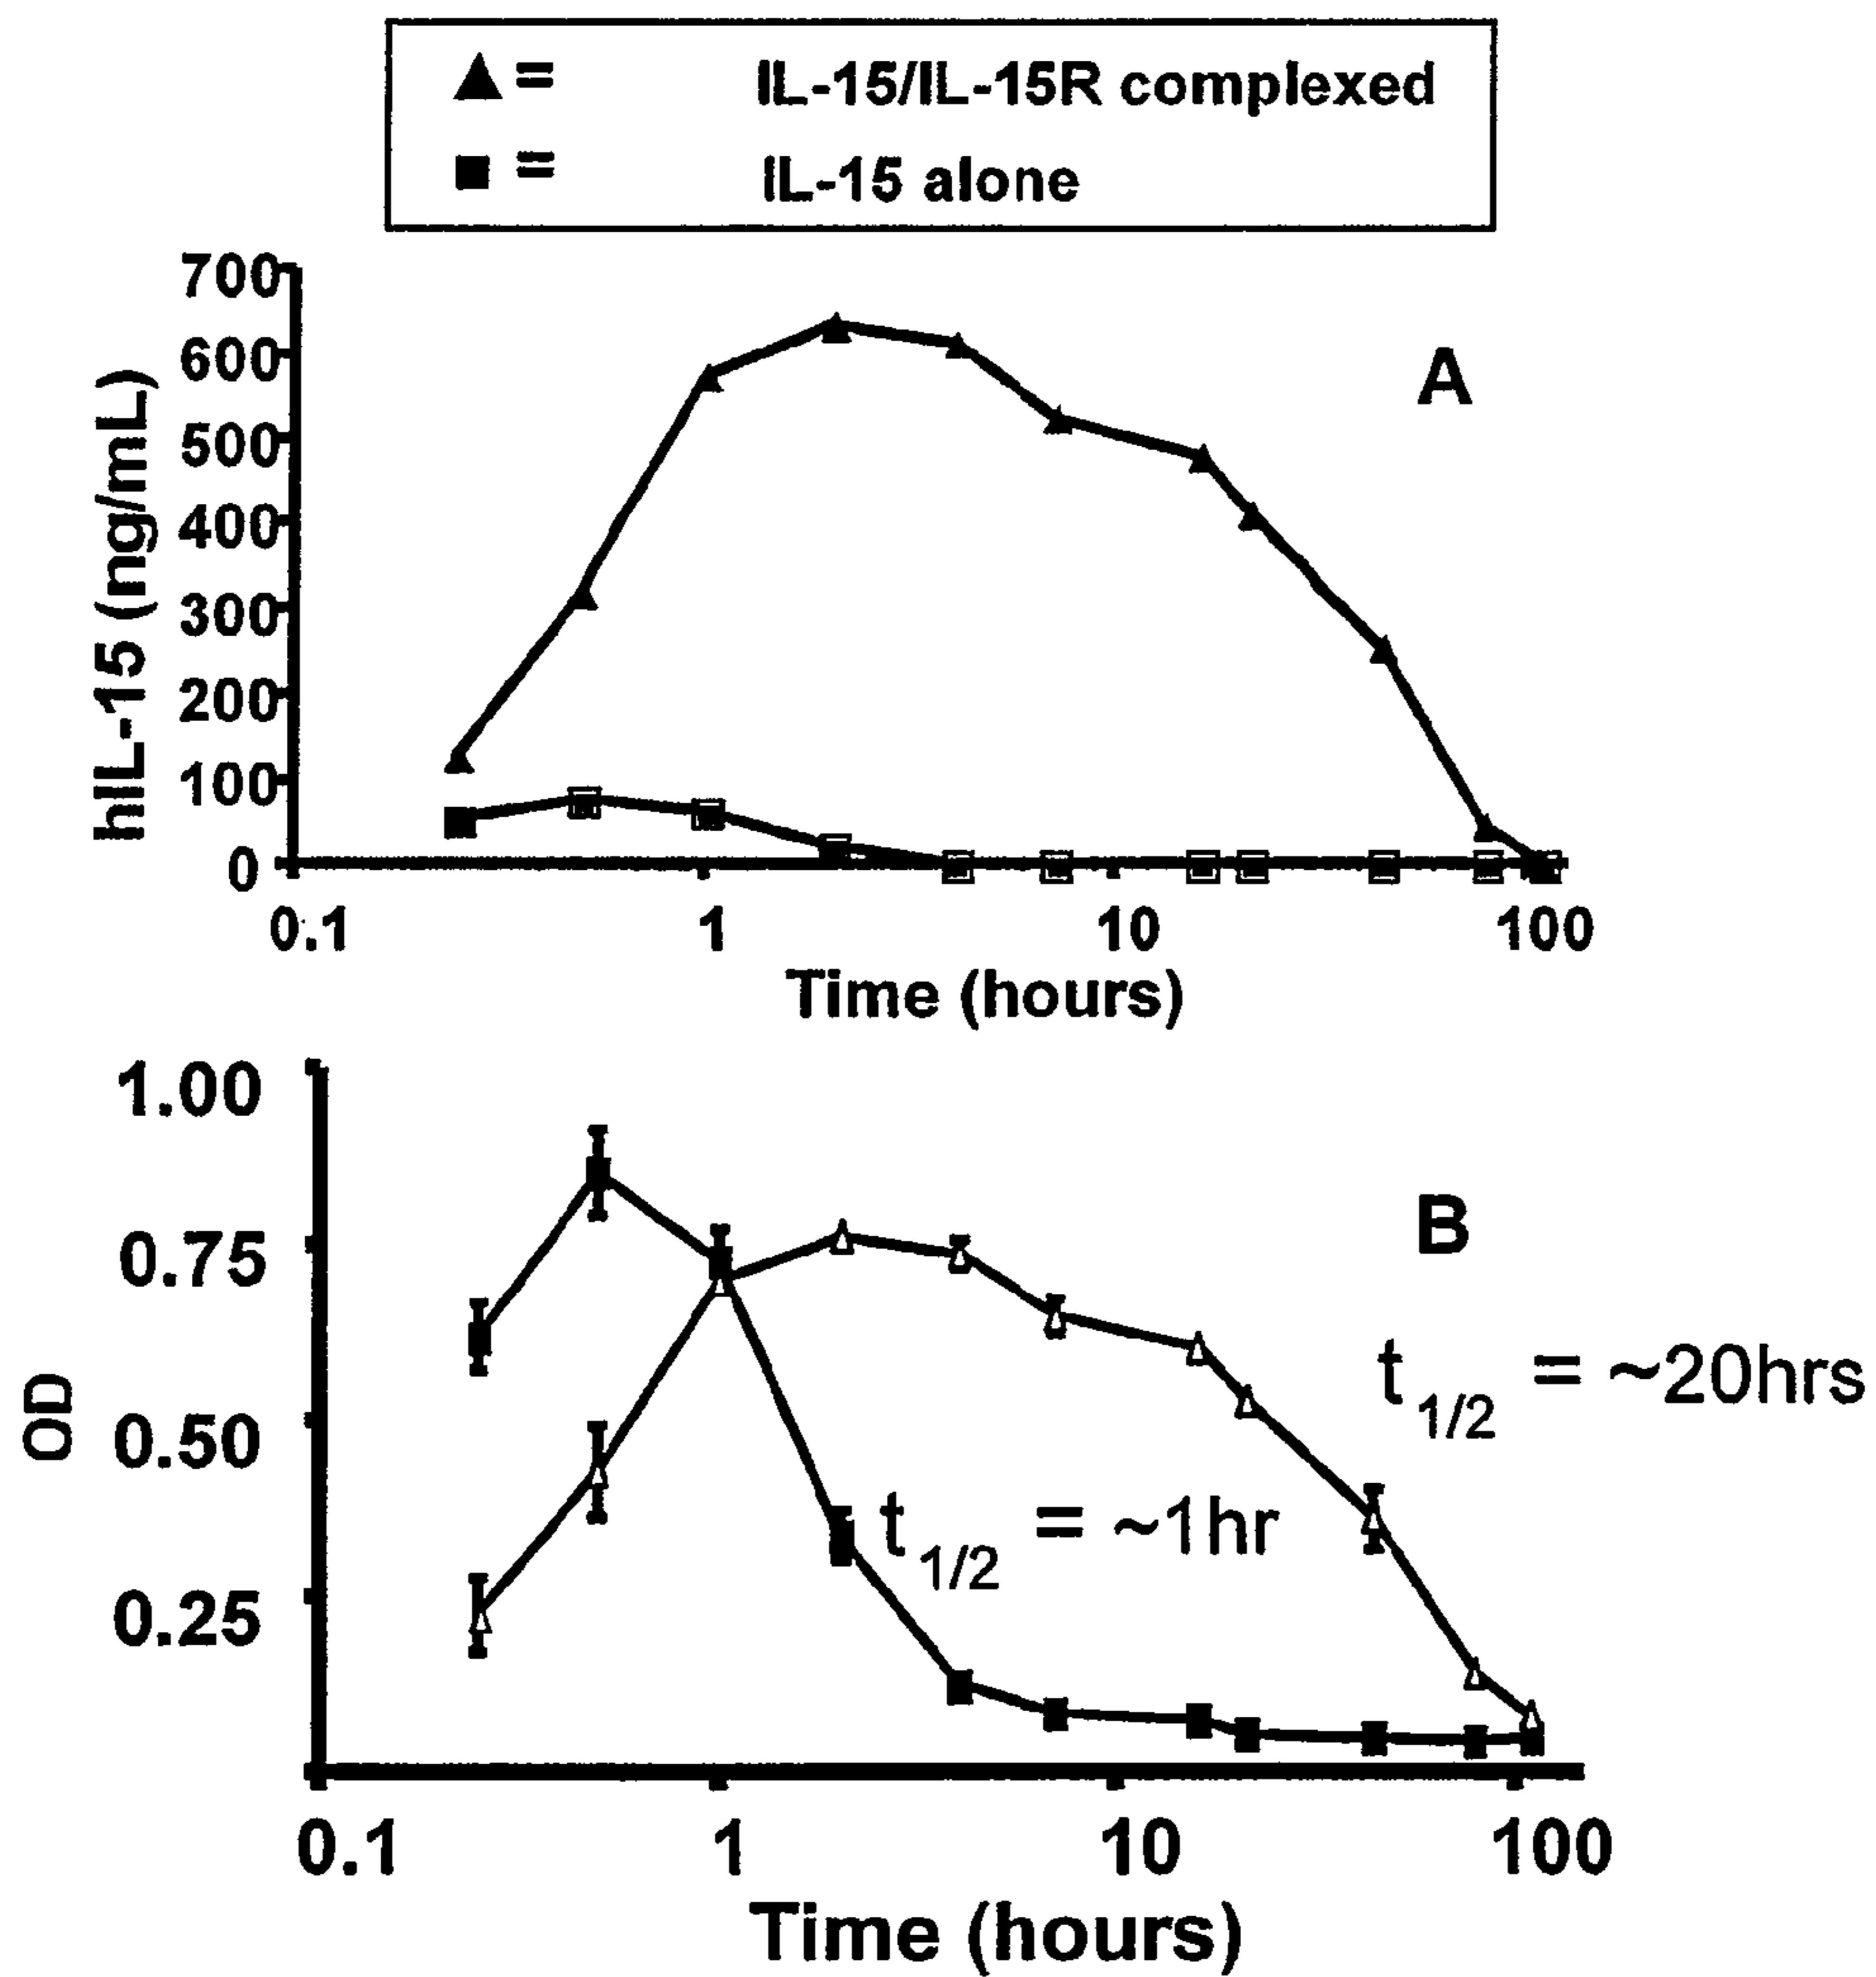 ▲ = IL-15/IL-15R complexed
■ = IL-15 alone
700
600
500
400
300
200
100
0
hIL-15 (ng/mL)
A
0.1 1 10 100
Time (hours)
1.00
0.75
0.50
0.25
OD
B
t1/2 = ~20hrs
t1/2 = ~1hr
0.1 1 10 100
Time (hours)